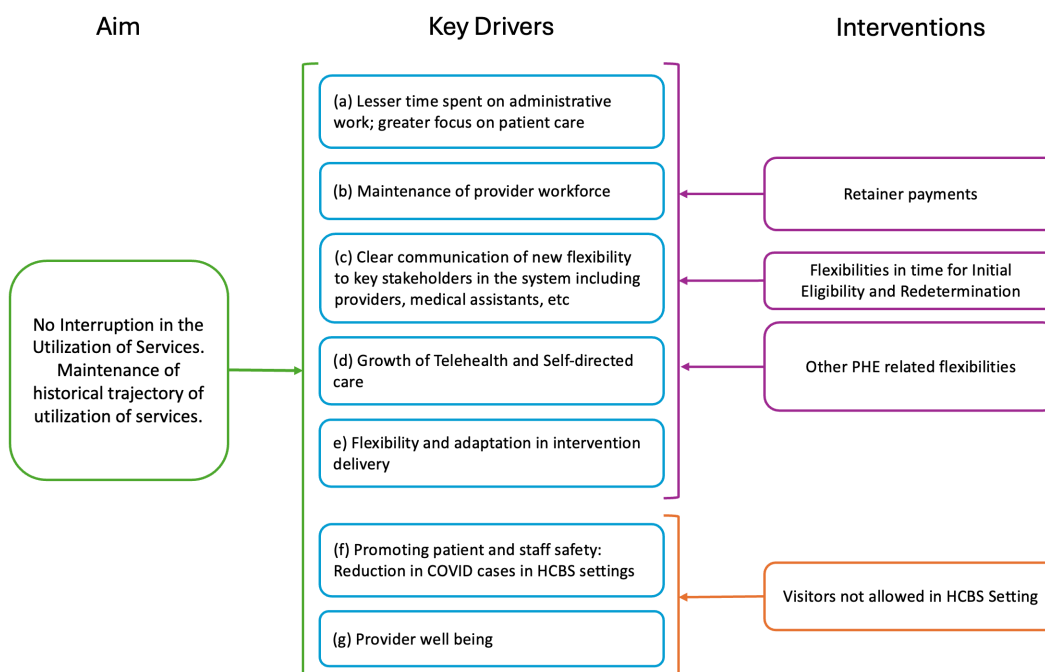 Aim
Key Drivers
Interventions
(a) Lesser time spent on administrative
work; greater focus on patient care
(b) Maintenance of provider workforce
(c) Clear communication of new flexibility
to key stakeholders in the system including
providers, medical assistants, etc
(d) Growth of Telehealth and Self-directed
care
e) Flexibility and adaptation in intervention
delivery
(f) Promoting patient and staff safety:
Reduction in COVID cases in HCBS settings
(g) Provider well being
No Interruption in the
Utilization of Services.
Maintenance of
historical trajectory of
utilization of services.
Retainer payments
Flexibilities in time for Initial
Eligibility and Redetermination
Other PHE related flexibilities
Visitors not allowed in HCBS Setting